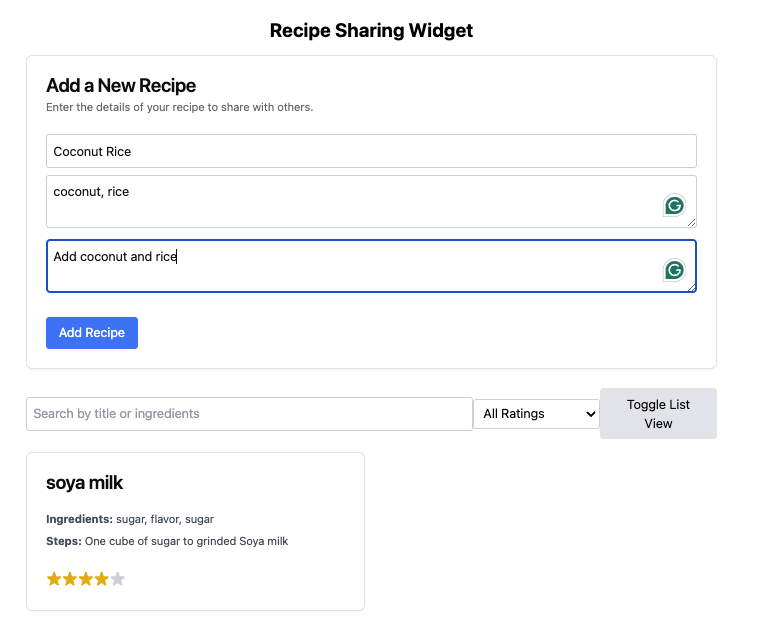 Recipe Sharing Widget
Add a New Recipe
Enter the details of your recipe to share with others.
Coconut Rice
coconut, rice
Add coconut and rice
Add Recipe
Search by title or ingredients
All Ratings
Toggle List
View
soya milk
Ingredients: sugar, flavor, sugar
Steps: One cube of sugar to grinded Soya milk